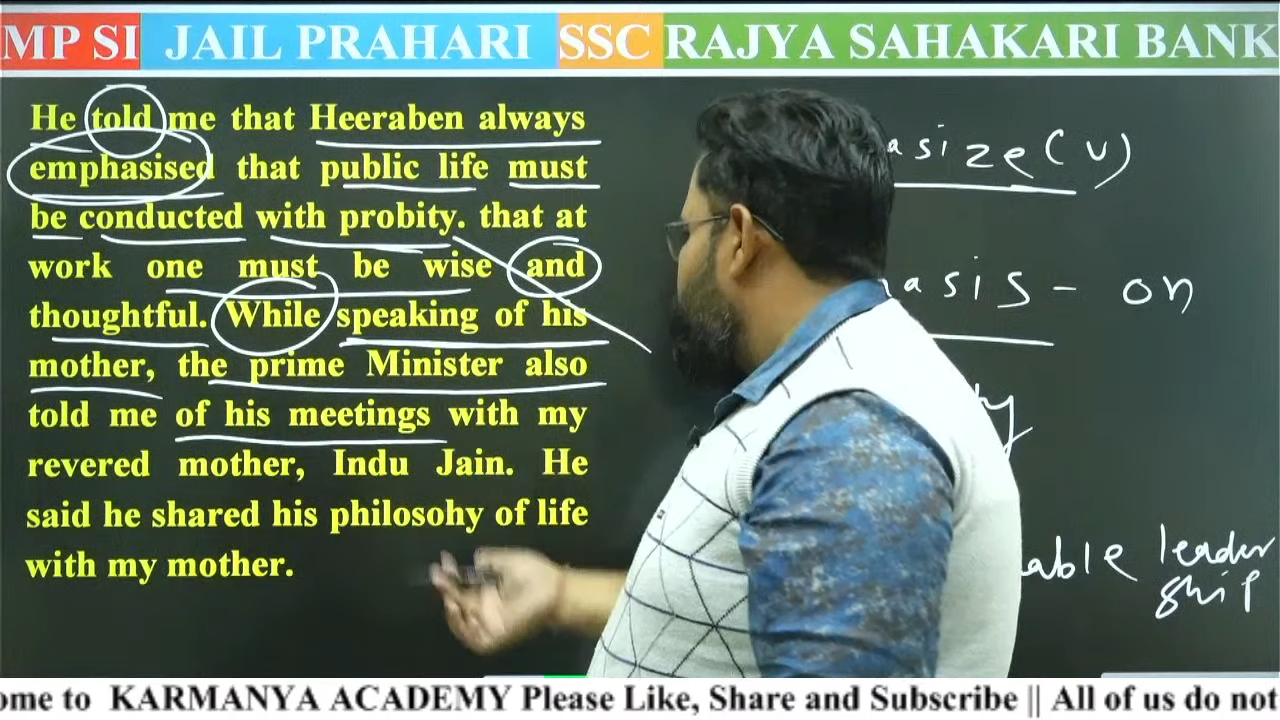 MP SI JAIL PRAHARI SSC RAJYA SAHAKARI BANK
He told me that Heeraben always
emphasised that public life must
be conducted with probity. that at
work one must be wise and
thoughtful. While speaking of his
mother, the prime Minister also
told me of his meetings with my
revered mother, Indu Jain. He
said he shared his philosohy of life
with my mother.
asize (v)
asis - on
able leader
ship
ome to KARMANYA ACADEMY Please Like, Share and Subscribe || All of us do not